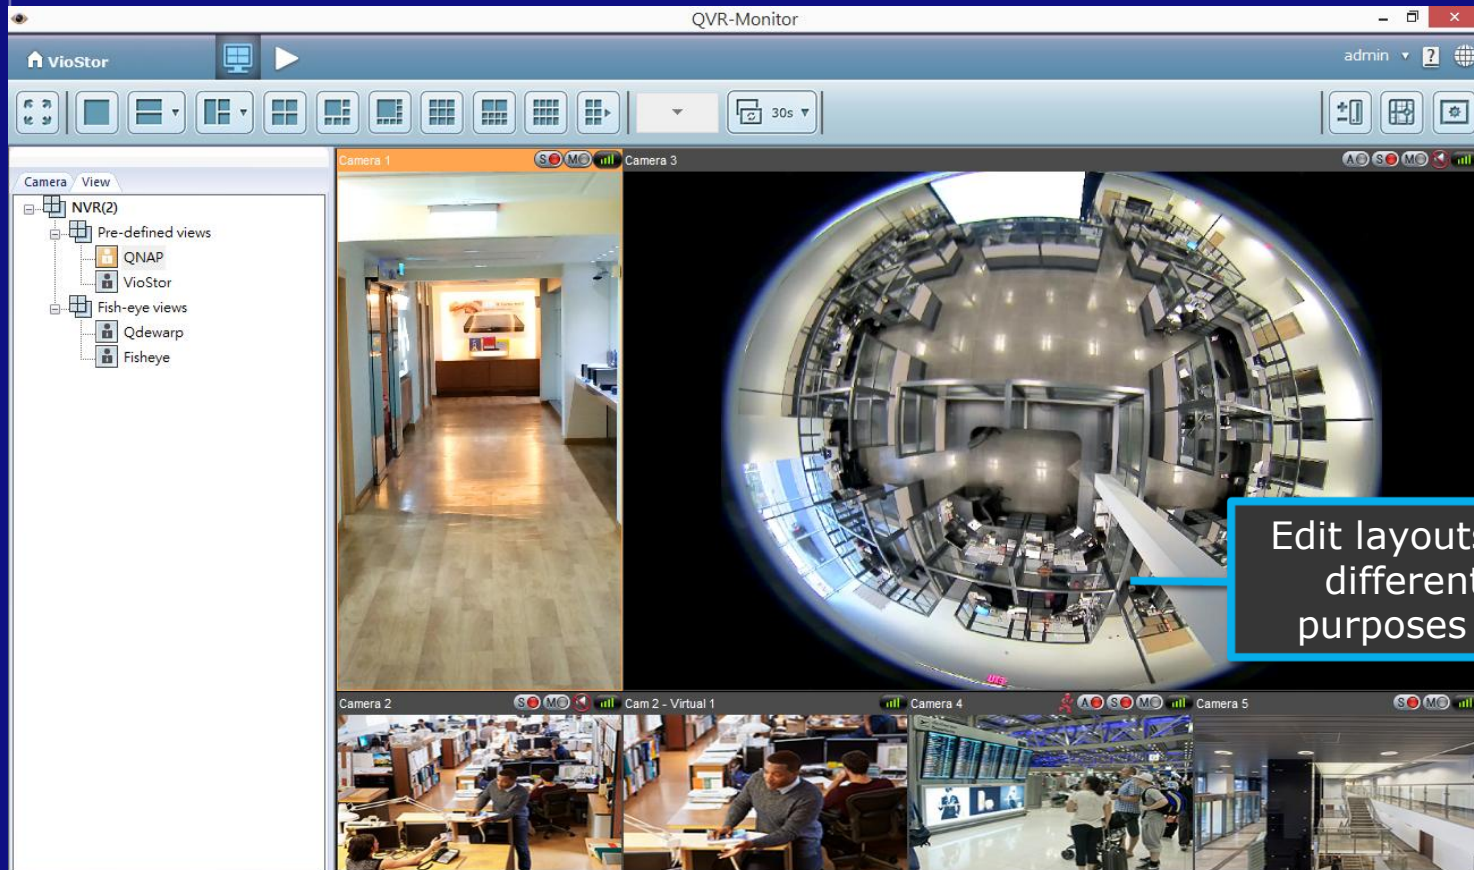 QVR-Monitor
VioStor
admin
?
30s
Camera View
NVR(2)
Pre-defined views
QNAP
VioStor
Fish-eye views
Qdewarp
Fisheye
Camera 1
S M
Camera 3
A S M
Edit layouts
different
purposes
Camera 2
S M
Cam 2 - Virtual 1
Camera 4
A S M
Camera 5
S M